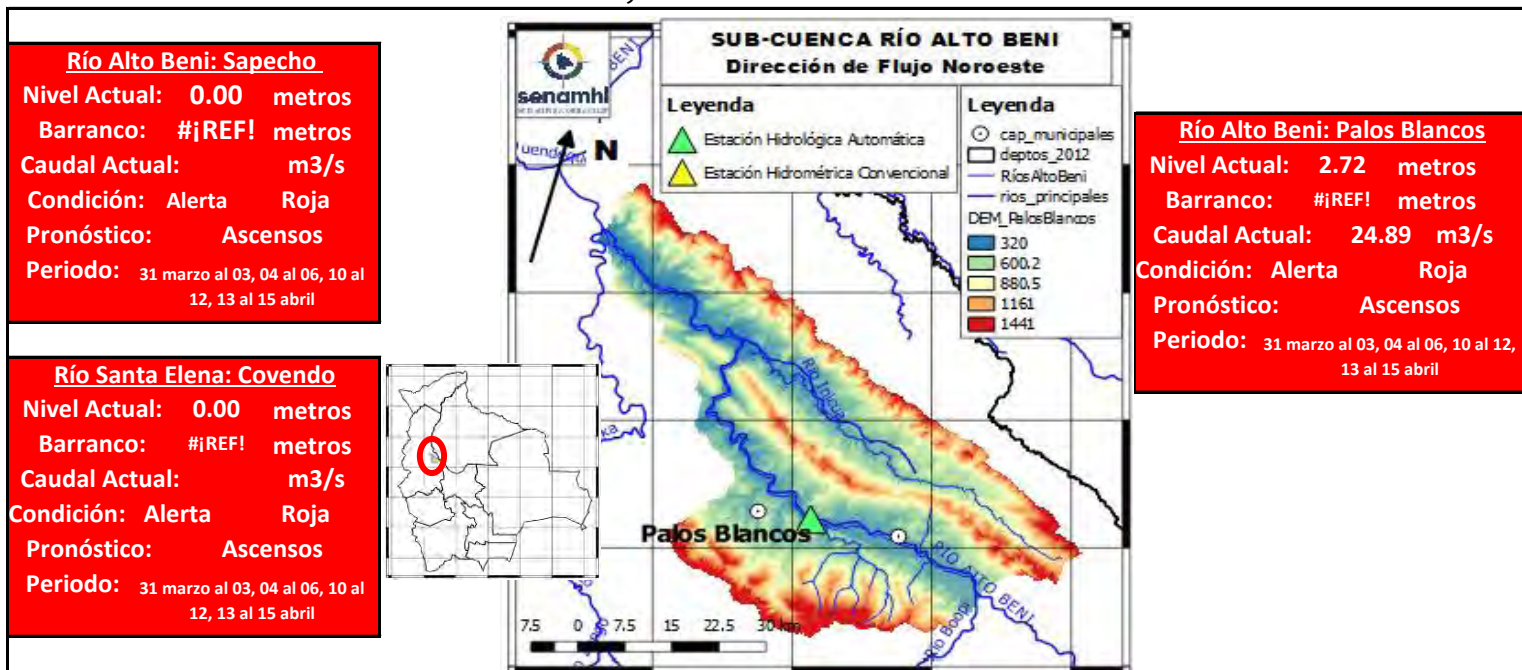 Río Alto Beni: Sapecho
Nivel Actual: 0.00 metros
Barranco: #¡REF! metros
Caudal Actual: m3/s
Condición: Alerta Roja
Pronóstico: Ascensos
Periodo: 31 marzo al 03, 04 al 06, 10 al
12, 13 al 15 abril
Río Santa Elena: Covendo
Nivel Actual: 0.00 metros
Barranco: #¡REF! metros
Caudal Actual: m3/s
Condición: Alerta Roja
Pronóstico: Ascensos
Periodo: 31 marzo al 03, 04 al 06, 10 al
12, 13 al 15 abril
senamhi
SUB-CUENCA RÍO ALTO BENI
Dirección de Flujo Noroeste
Leyenda
Estación Hidrológica Automática
Estación Hidrométrica Convencional
Leyenda
cap_municipales
deptos_2012
RíosAltoBeni
rios_principales
DEM_PalosBlancos
320
600.2
880.5
1161
1441
N
BENI
Río Inicua
Palos Blancos
RIO ALTO BENI
Río Boopi
7.5 0 7.5 15 22.5 30 km
Río Alto Beni: Palos Blancos
Nivel Actual: 2.72 metros
Barranco: #¡REF! metros
Caudal Actual: 24.89 m3/s
Condición: Alerta Roja
Pronóstico: Ascensos
Periodo: 31 marzo al 03, 04 al 06, 10 al 12,
13 al 15 abril